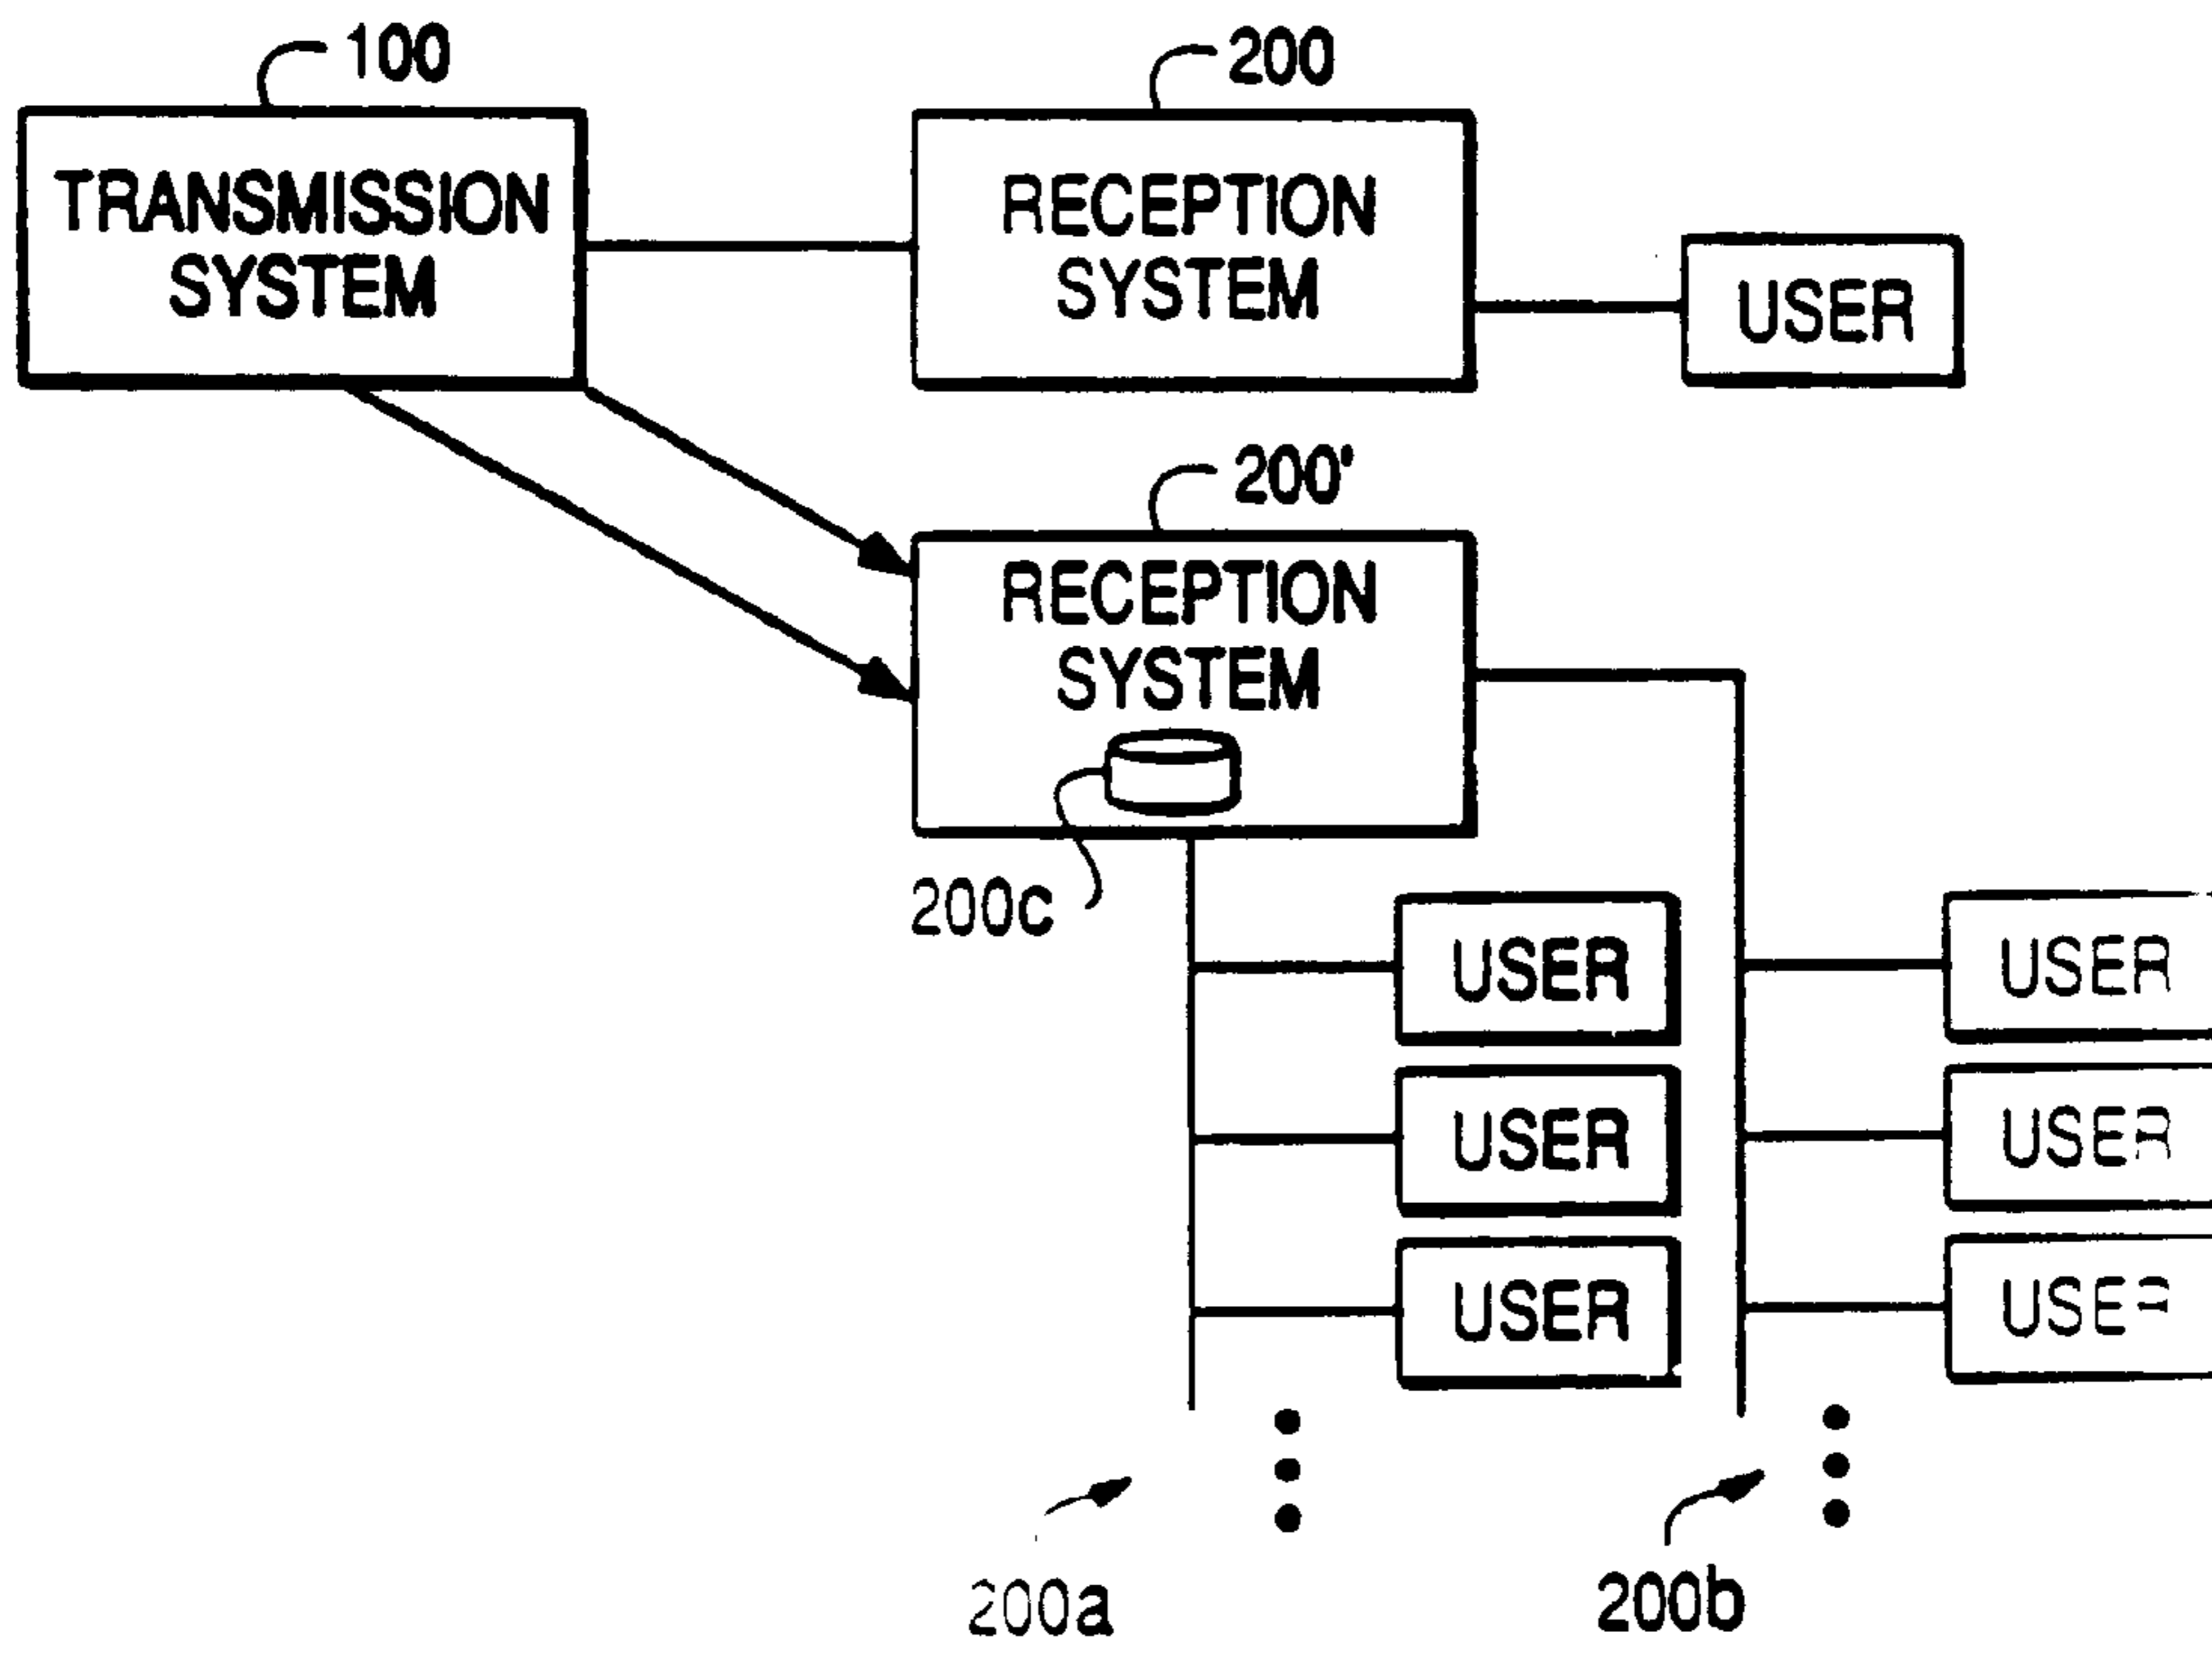 100
200
TRANSMISSION
SYSTEM
RECEPTION
SYSTEM
USER
200'
RECEPTION
SYSTEM
200c
USER
USER
USER
USER
USER
USER
200a
200b